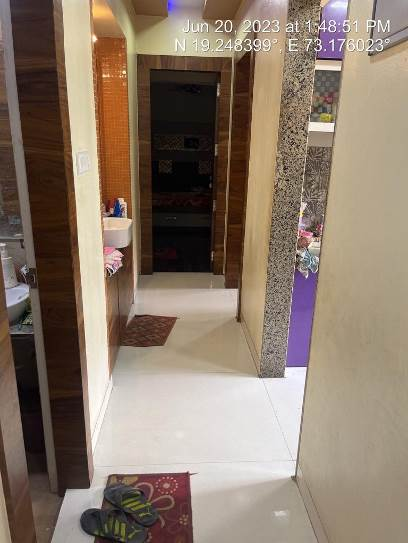 Jun 20, 2023 at 1:48:51 PM
N 19.248399°, E 73.176023°